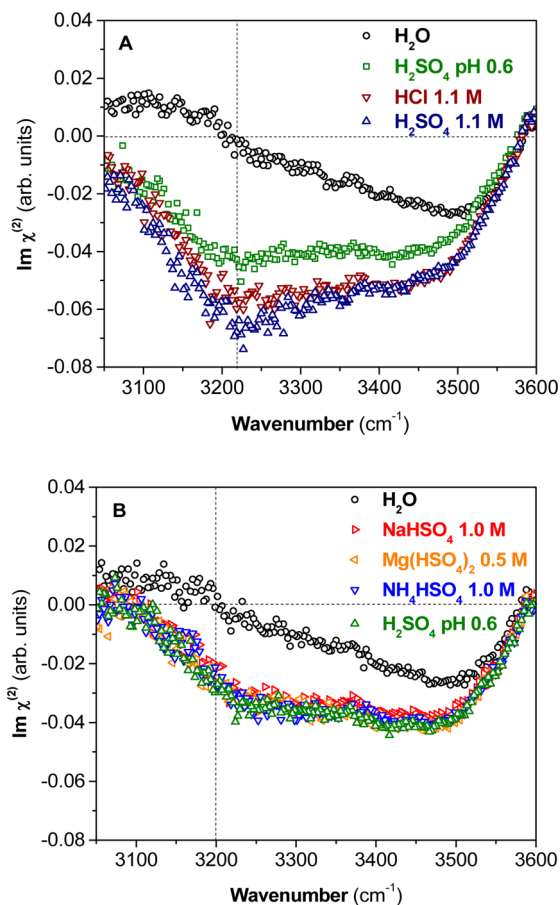 A
H₂O
H₂SO₄ pH 0.6
HCl 1.1 M
H₂SO₄ 1.1 M
0.04
0.02
0.00
-0.02
-0.04
-0.06
-0.08
Im χ⁽²⁾ (arb. units)
3100 3200 3300 3400 3500 3600
Wavenumber (cm⁻¹)
B
H₂O
NaHSO₄ 1.0 M
Mg(HSO₄)₂ 0.5 M
NH₄HSO₄ 1.0 M
H₂SO₄ pH 0.6
0.04
0.02
0.00
-0.02
-0.04
-0.06
-0.08
Im χ⁽²⁾ (arb. units)
3100 3200 3300 3400 3500 3600
Wavenumber (cm⁻¹)